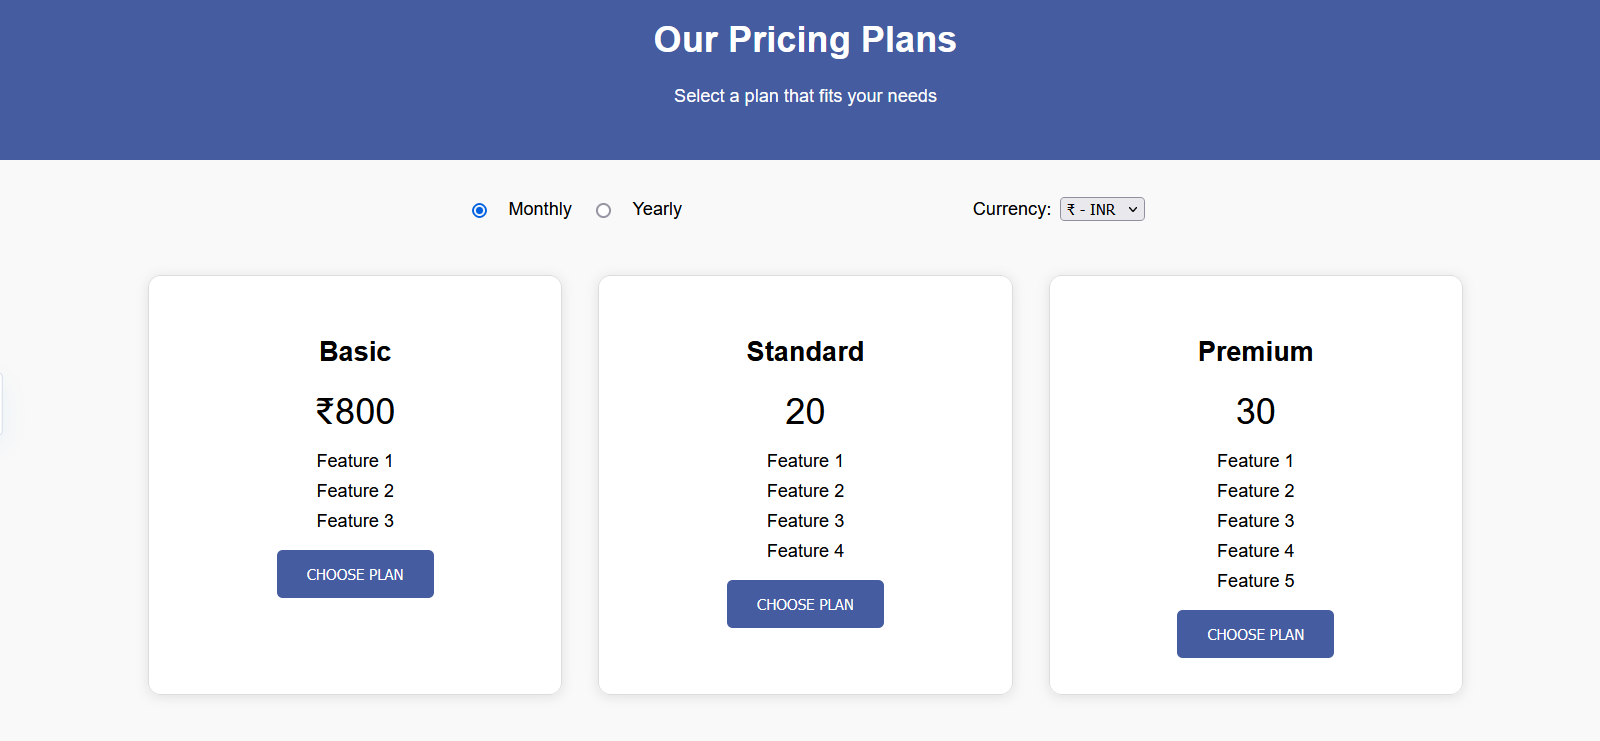 Our Pricing Plans
Select a plan that fits your needs
Monthly Yearly Currency: ₹ - INR
Basic
₹800
Feature 1
Feature 2
Feature 3
CHOOSE PLAN
Standard
20
Feature 1
Feature 2
Feature 3
Feature 4
CHOOSE PLAN
Premium
30
Feature 1
Feature 2
Feature 3
Feature 4
Feature 5
CHOOSE PLAN